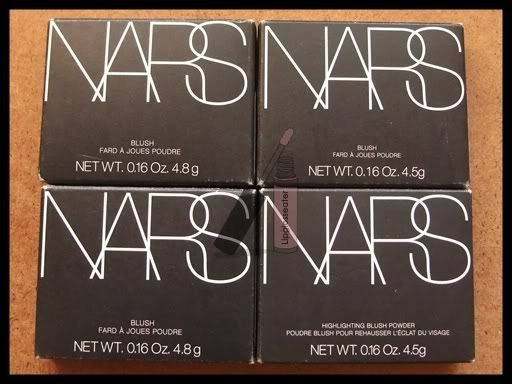 NARS
BLUSH
FARD À JOUES POUDRE
NET WT. 0.16 Oz. 4.8 g
NARS
BLUSH
FARD À JOUES POUDRE
NET WT. 0.16 Oz. 4.5g
NARS
BLUSH
FARD À JOUES POUDRE
NET WT. 0.16 Oz. 4.8 g
NARS
HIGHLIGHTING BLUSH POWDER
POUDRE BLUSH POUR REHAUSSER L'ÉCLAT DU VISAGE
NET WT. 0.16 Oz. 4.5g
Lipglosseater